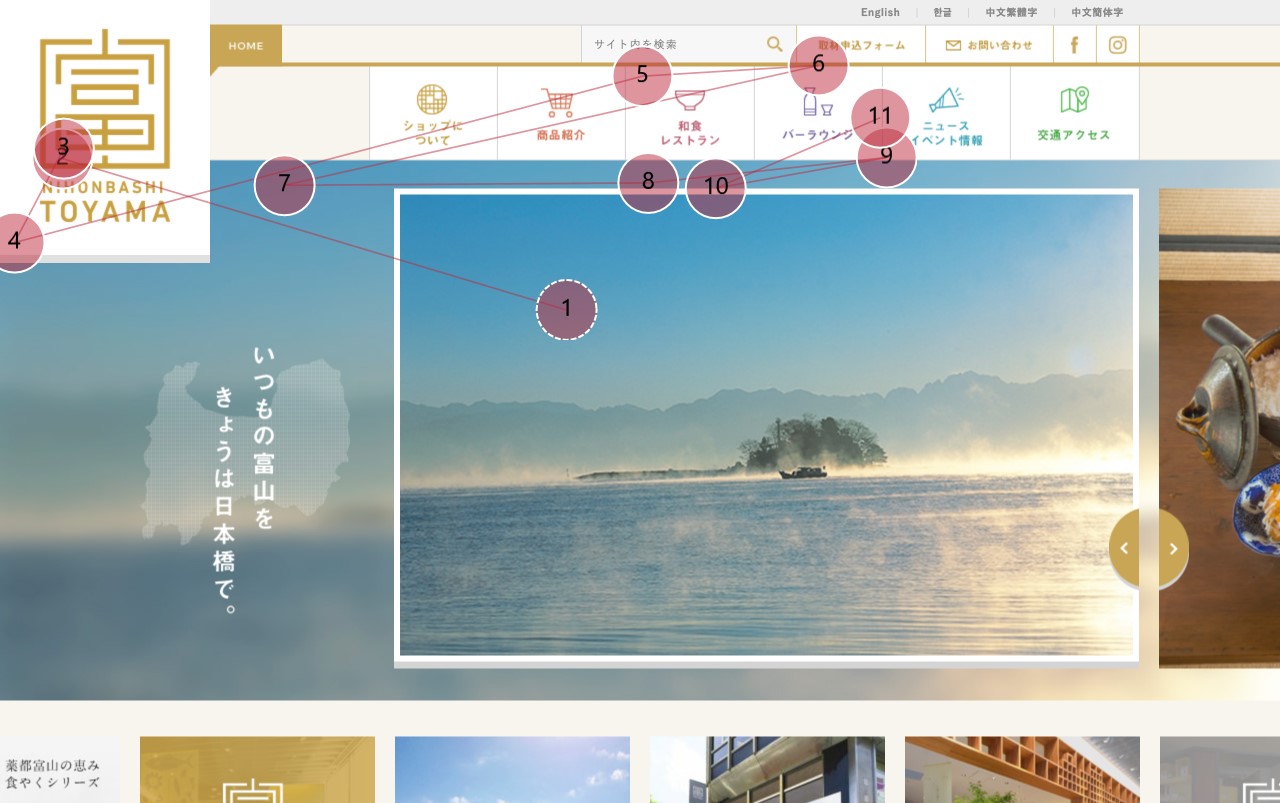 English
한글
中文繁體字
中文簡体字
HOME
サイト内を検索
取材申込フォーム
お問い合わせ
富
NIHONBASHI
TOYAMA
ショップに
ついて
商品紹介
和食
レストラン
バーラウンジ
ニュース
イベント情報
交通アクセス
1
2
3
4
5
6
7
8
9
10
11
いつもの富山を
きょうは日本橋で。
薬都富山の恵み
食やくシリーズ